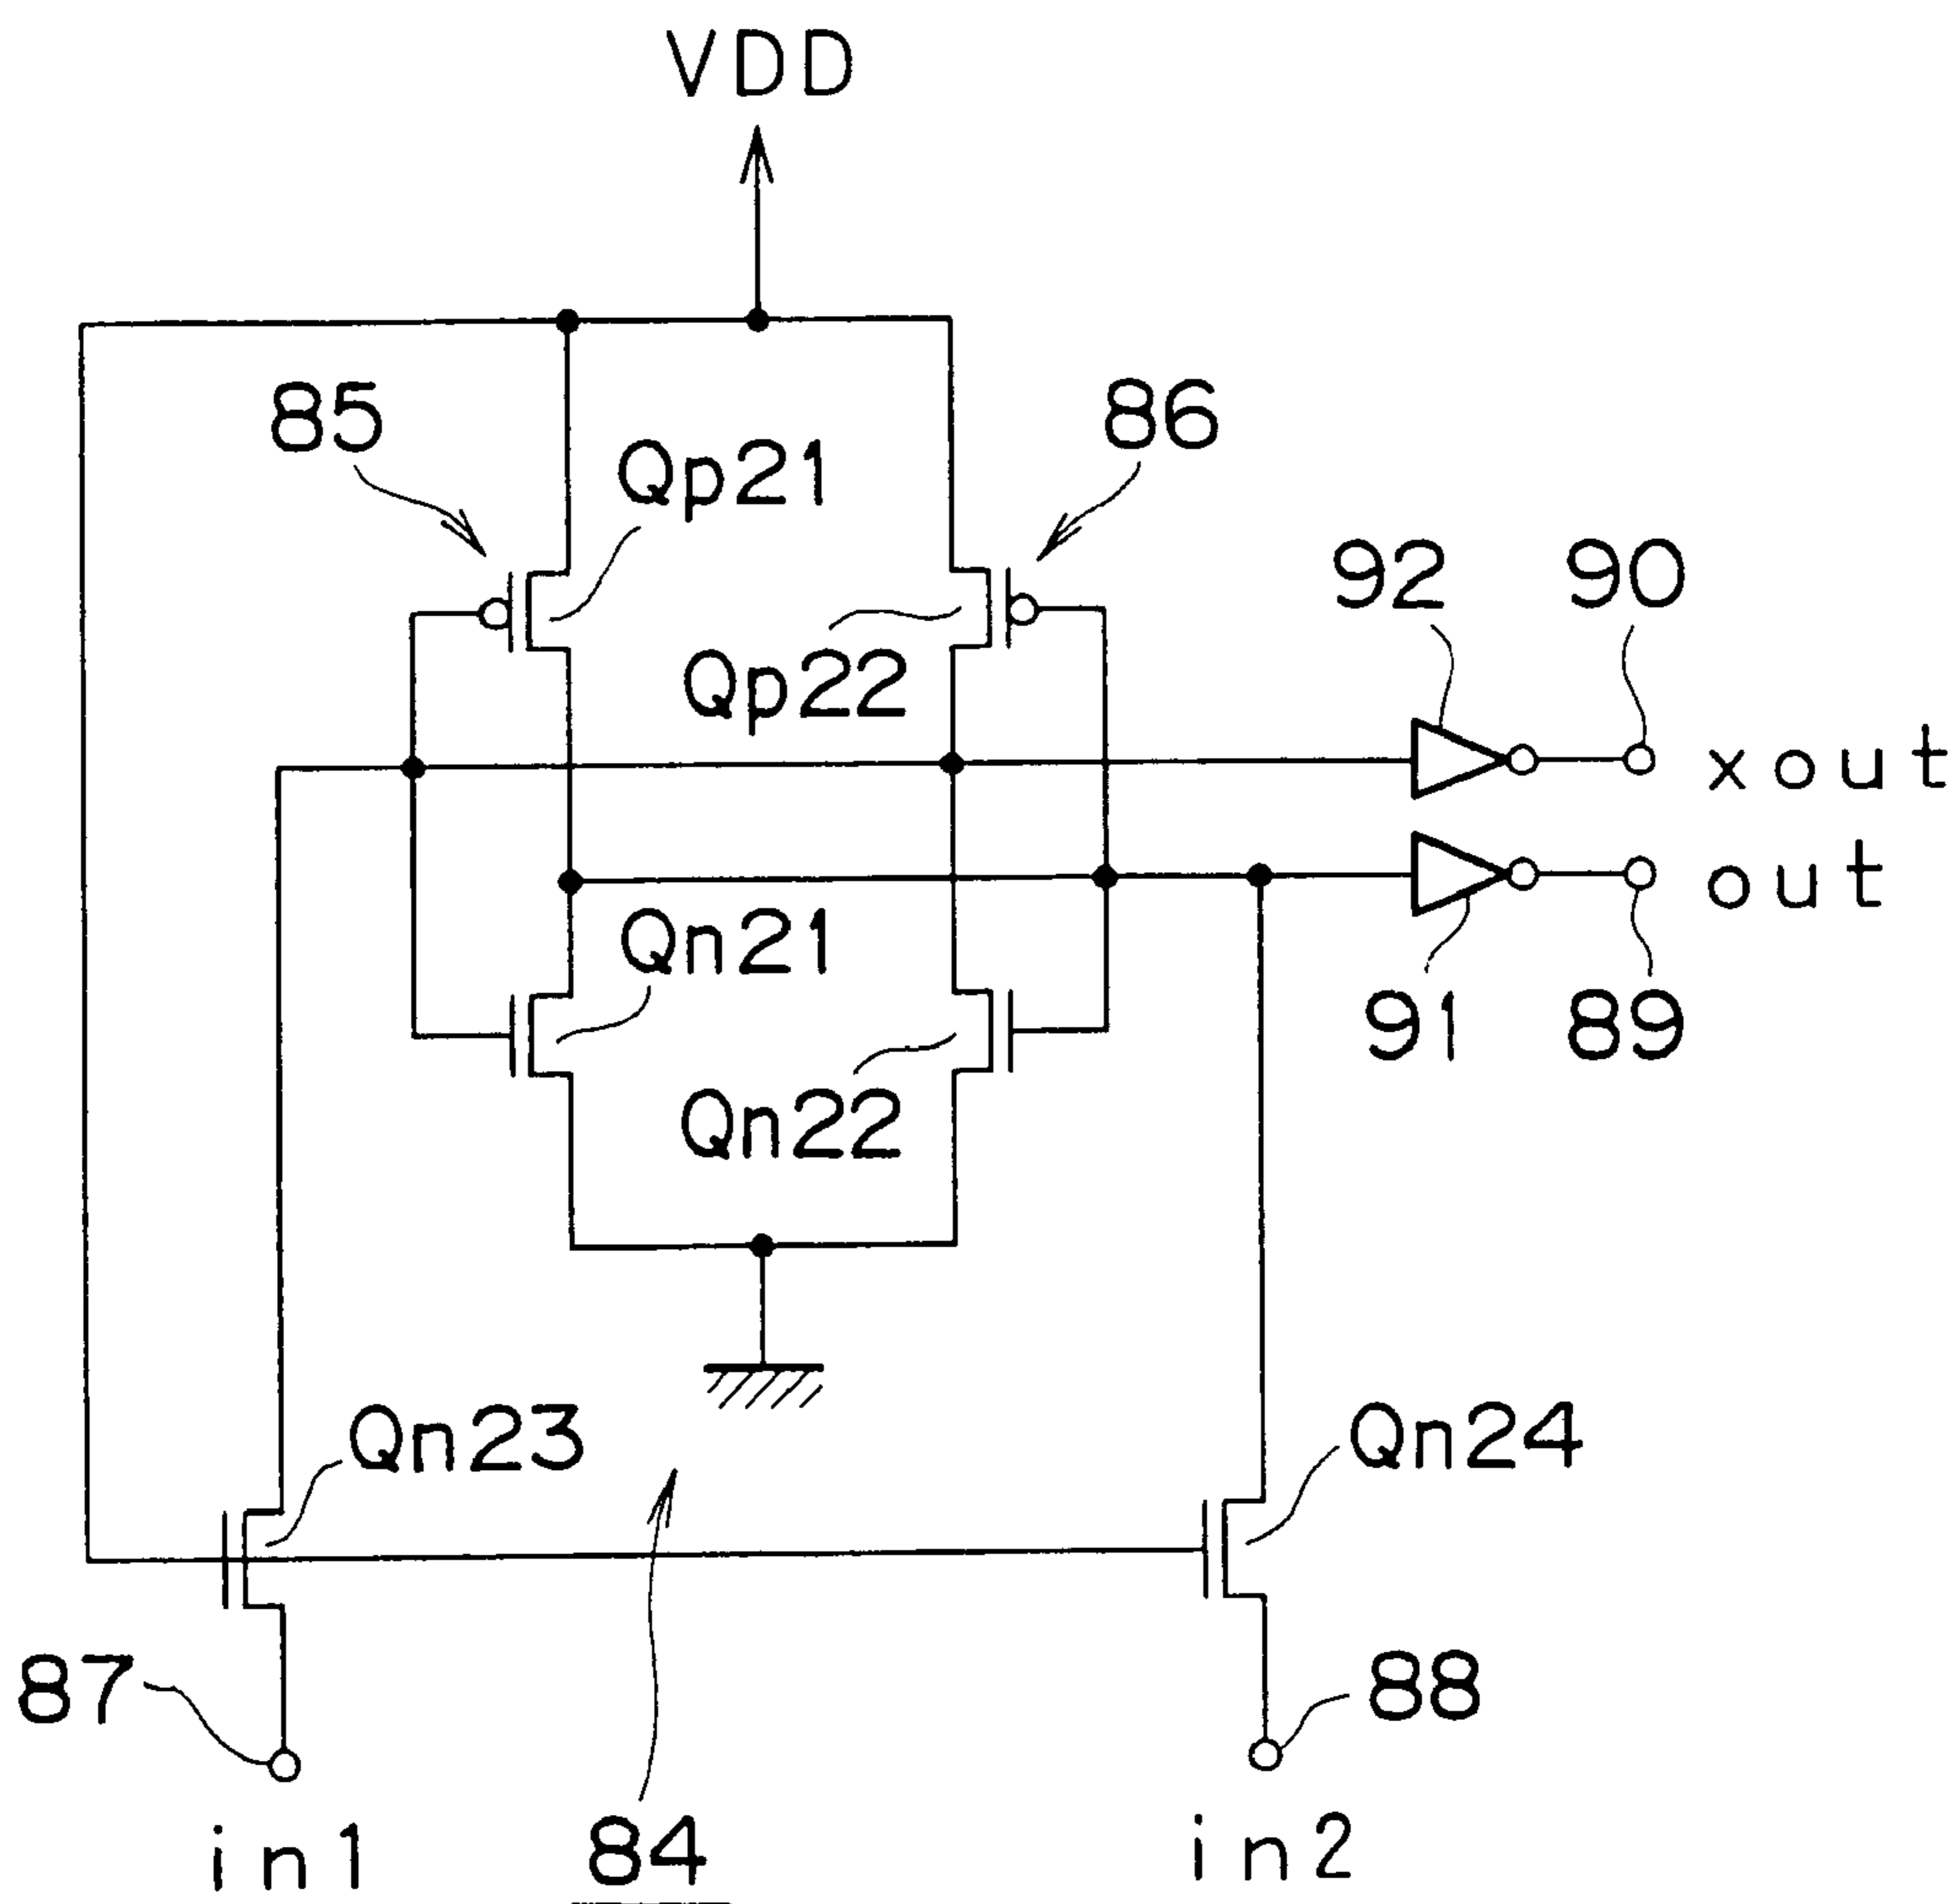 VDD
85
86
Qp21
92
90
Qp22
xout
out
Qn21
91
89
Qn22
Qn23
Qn24
87
88
in1
84
in2